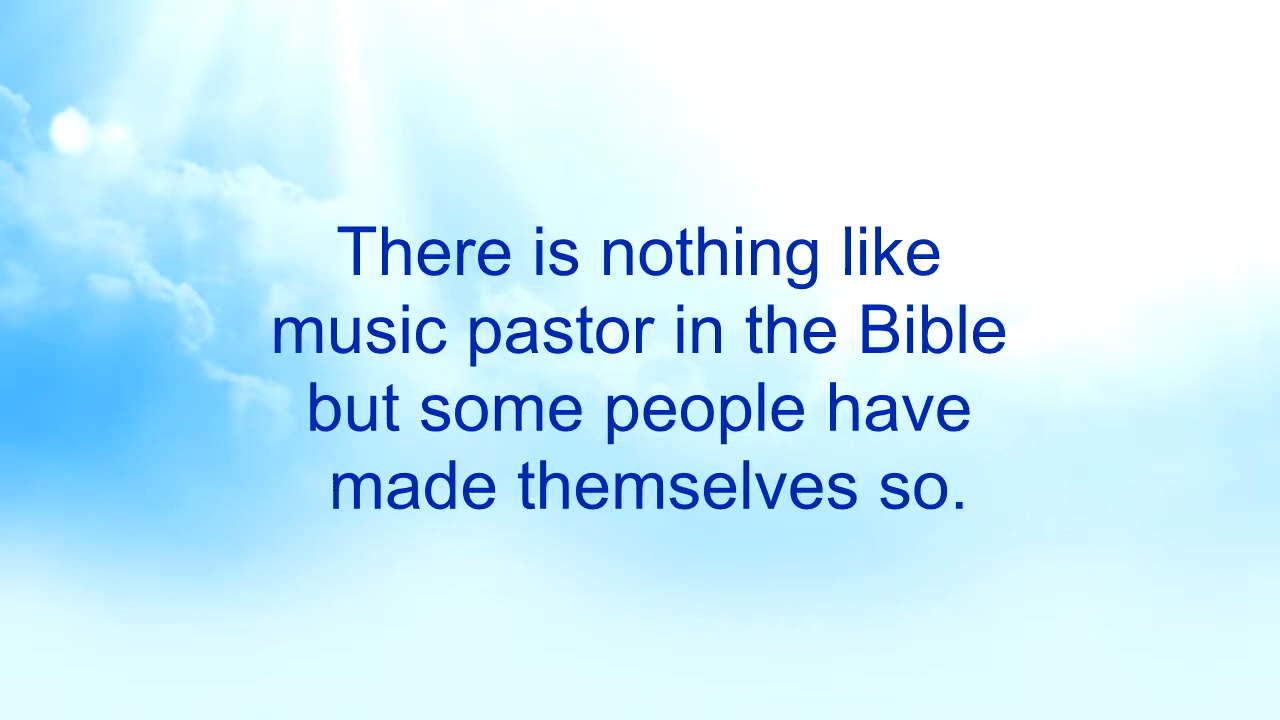 There is nothing like
music pastor in the Bible
but some people have
made themselves so.